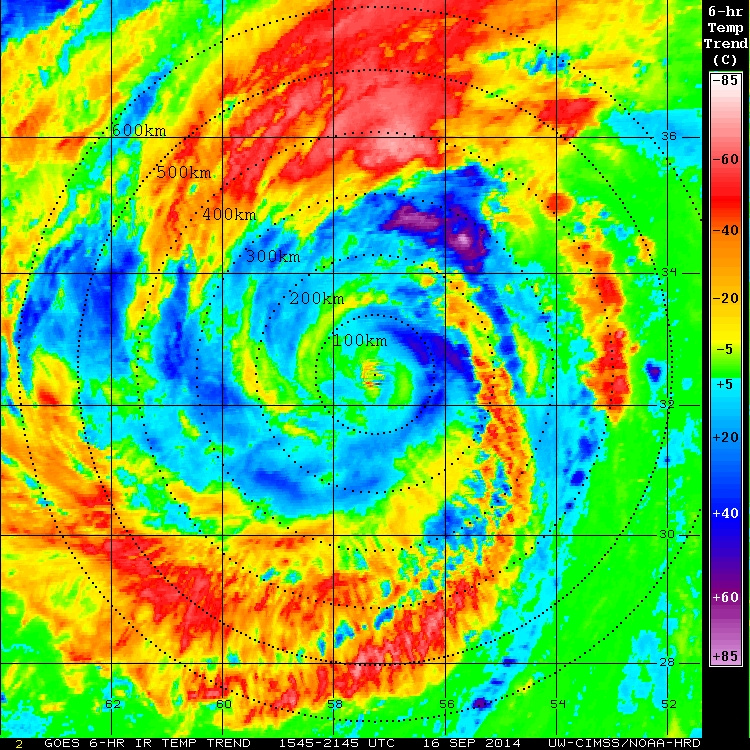 6-hr
Temp
Trend
(C)
-85
-60
-40
-20
-5
+5
+20
+40
+60
+85
600km
500km
400km
300km
200km
100km
36
34
32
30
28
62 60 58 56 54 52
2 GOES 6-HR IR TEMP TREND 1545-2145 UTC 16 SEP 2014 UW-CIMSS/NOAA-HRD